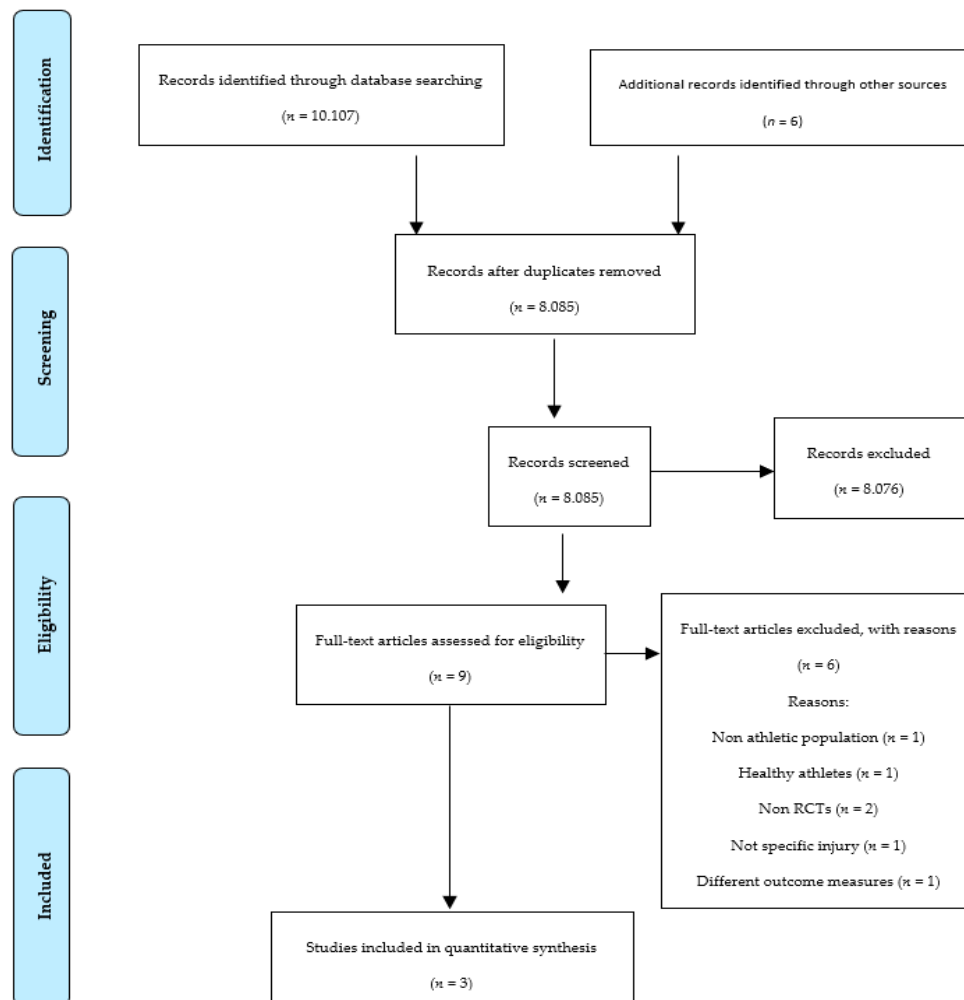 Identification
Records identified through database searching
(n = 10.107)
Additional records identified through other sources
(n = 6)
Screening
Records after duplicates removed
(n = 8.085)
Records screened
(n = 8.085)
Records excluded
(n = 8.076)
Eligibility
Full-text articles assessed for eligibility
(n = 9)
Full-text articles excluded, with reasons
(n = 6)
Reasons:
Non athletic population (n = 1)
Healthy athletes (n = 1)
Non RCTs (n = 2)
Not specific injury (n = 1)
Different outcome measures (n = 1)
Included
Studies included in quantitative synthesis
(n = 3)